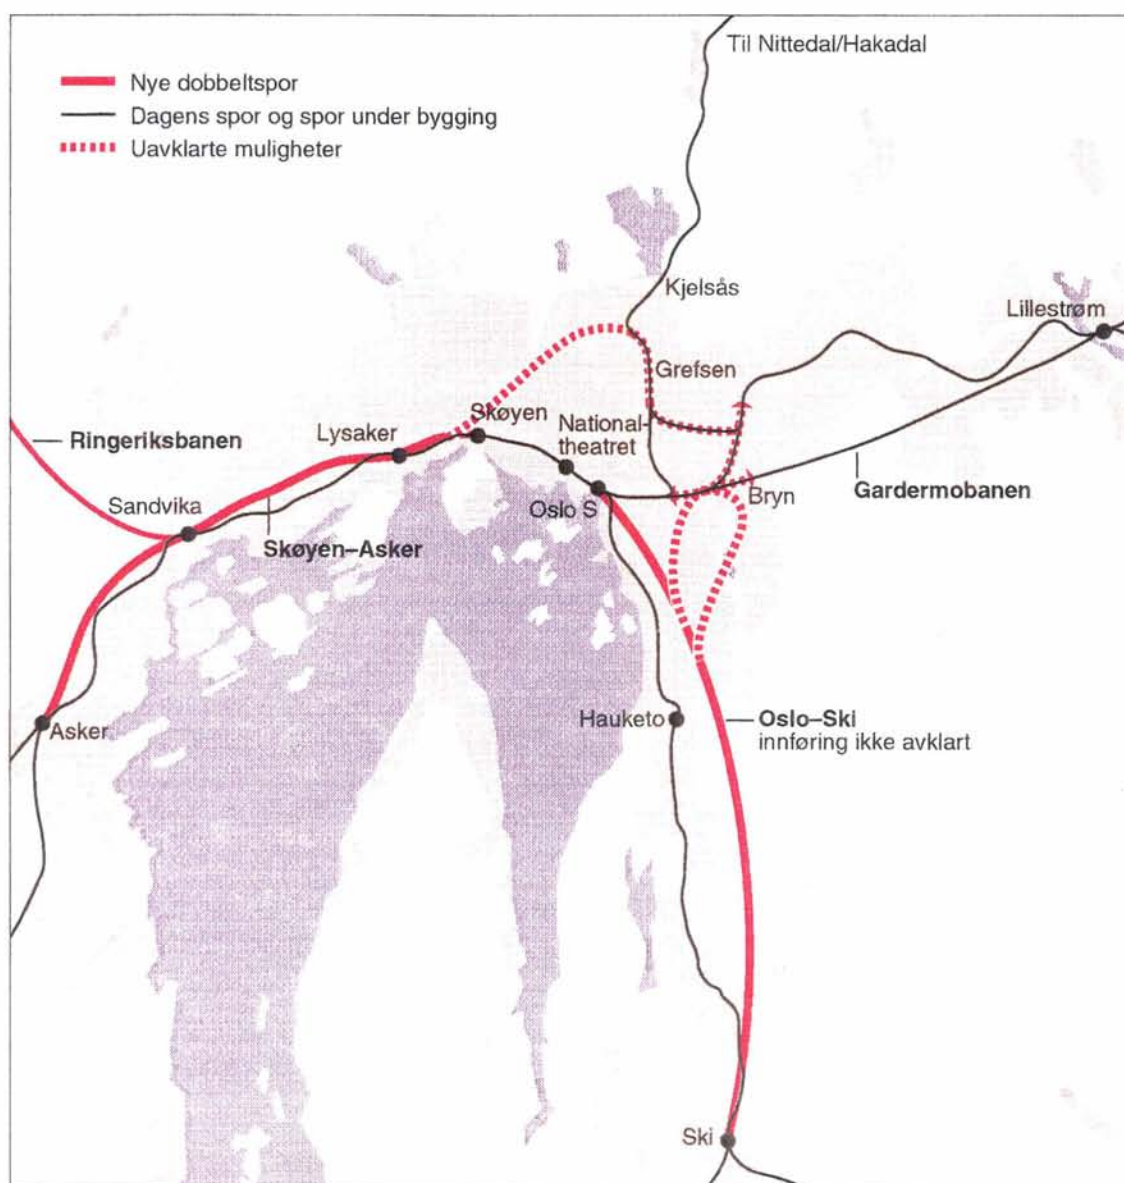 Til Nittedal/Hakadal
Nye dobbeltspor
Dagens spor og spor under bygging
Uavklarte muligheter
Kjelsås
Lillestrøm
Grefsen
Skøyen
National-
theatret
Lysaker
Ringeriksbanen
Sandvika
Oslo S
Bryn
Gardermobanen
Skøyen–Asker
Asker
Hauketo
Oslo–Ski
innføring ikke avklart
Ski